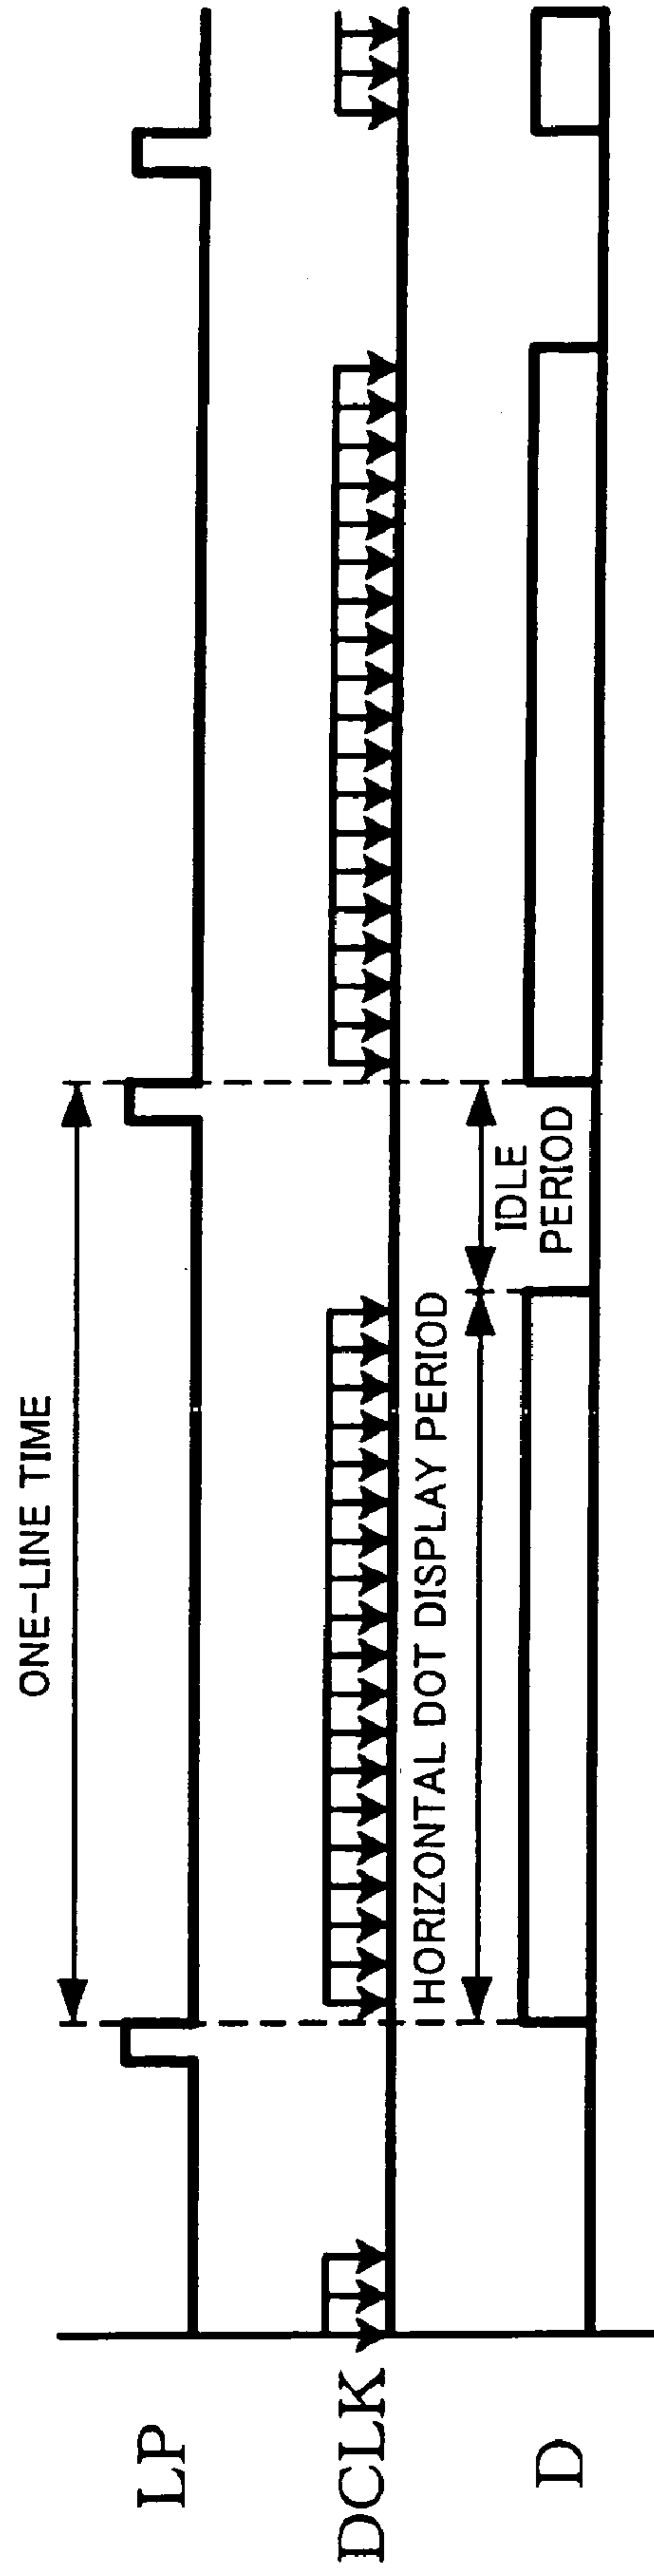 ONE-LINE TIME
LP
DCLK
HORIZONTAL DOT DISPLAY PERIOD
IDLE
PERIOD
D